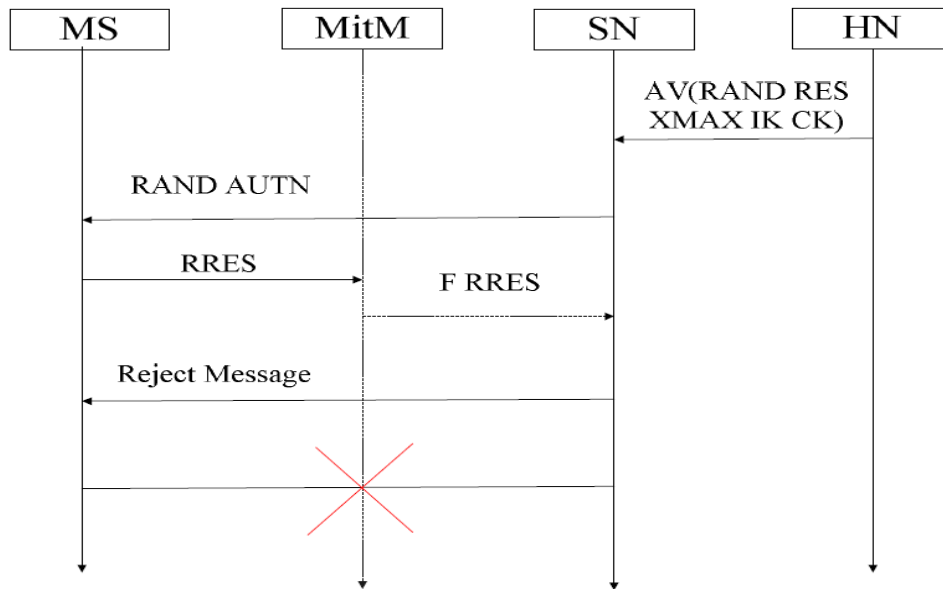 MS
MitM
SN
HN
AV(RAND RES
XMAX IK CK)
RAND AUTN
RRES
F RRES
Reject Message